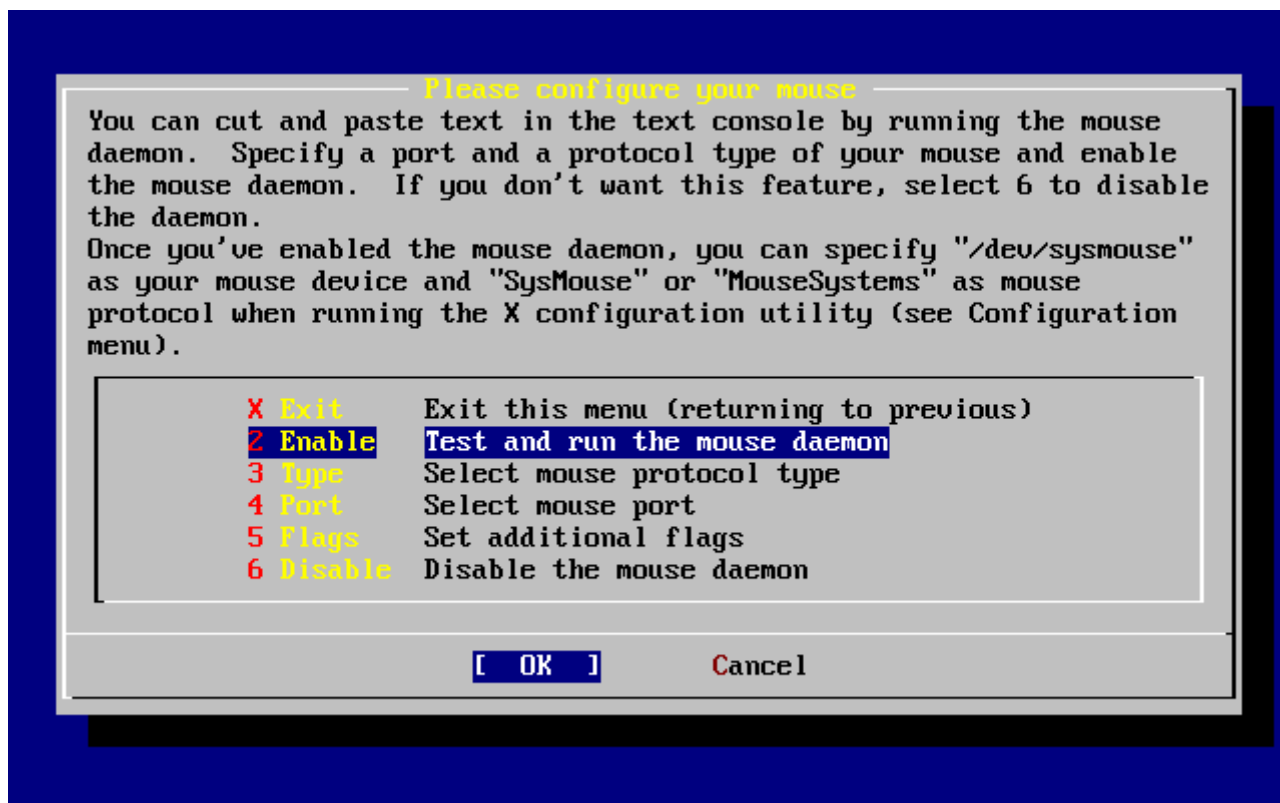 Please configure your mouse
You can cut and paste text in the text console by running the mouse
daemon.  Specify a port and a protocol type of your mouse and enable
the mouse daemon.  If you don't want this feature, select 6 to disable
the daemon.
Once you've enabled the mouse daemon, you can specify "/dev/sysmouse"
as your mouse device and "SysMouse" or "MouseSystems" as mouse
protocol when running the X configuration utility (see Configuration
menu).
X Exit     Exit this menu (returning to previous)
2 Enable   Test and run the mouse daemon
3 Type     Select mouse protocol type
4 Port     Select mouse port
5 Flags    Set additional flags
6 Disable  Disable the mouse daemon
[  OK  ]       Cancel